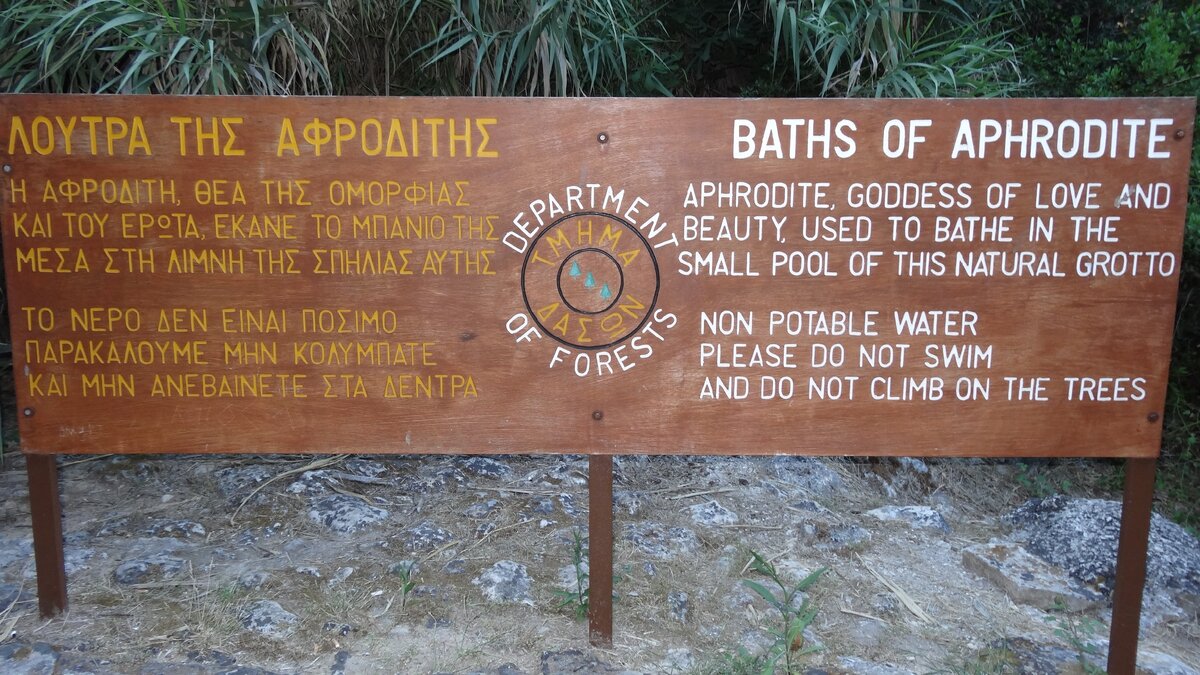 ΛΟΥΤΡΑ ΤΗΣ ΑΦΡΟΔΙΤΗΣ
Η ΑΦΡΟΔΙΤΗ, ΘΕΑ ΤΗΣ ΟΜΟΡΦΙΑΣ
ΚΑΙ ΤΟΥ ΕΡΩΤΑ, ΕΚΑΝΕ ΤΟ ΜΠΑΝΙΟ ΤΗΣ
ΜΕΣΑ ΣΤΗ ΛΙΜΝΗ ΤΗΣ ΣΠΗΛΙΑΣ ΑΥΤΗΣ
ΤΟ ΝΕΡΟ ΔΕΝ ΕΙΝΑΙ ΠΟΣΙΜΟ
ΠΑΡΑΚΑΛΟΥΜΕ ΜΗΝ ΚΟΛΥΜΠΑΤΕ
ΚΑΙ ΜΗΝ ΑΝΕΒΑΙΝΕΤΕ ΣΤΑ ΔΕΝΤΡΑ
DEPARTMENT
OF FORESTS
ΤΜΗΜΑ
ΔΑΣΩΝ
BATHS OF APHRODITE
APHRODITE, GODDESS OF LOVE AND
BEAUTY, USED TO BATHE IN THE
SMALL POOL OF THIS NATURAL GROTTO
NON POTABLE WATER
PLEASE DO NOT SWIM
AND DO NOT CLIMB ON THE TREES